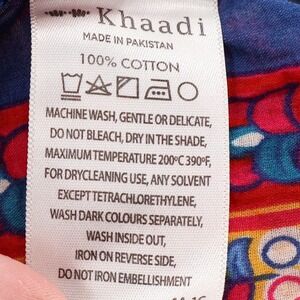 Khaadi
MADE IN PAKISTAN
100% COTTON
MACHINE WASH, GENTLE OR DELICATE,
DO NOT BLEACH, DRY IN THE SHADE,
MAXIMUM TEMPERATURE 200ºC 390ºF,
FOR DRYCLEANING USE, ANY SOLVENT
EXCEPT TETRACHLORETHYLENE,
WASH DARK COLOURS SEPARATELY,
WASH INSIDE OUT,
IRON ON REVERSE SIDE,
DO NOT IRON EMBELLISHMENT